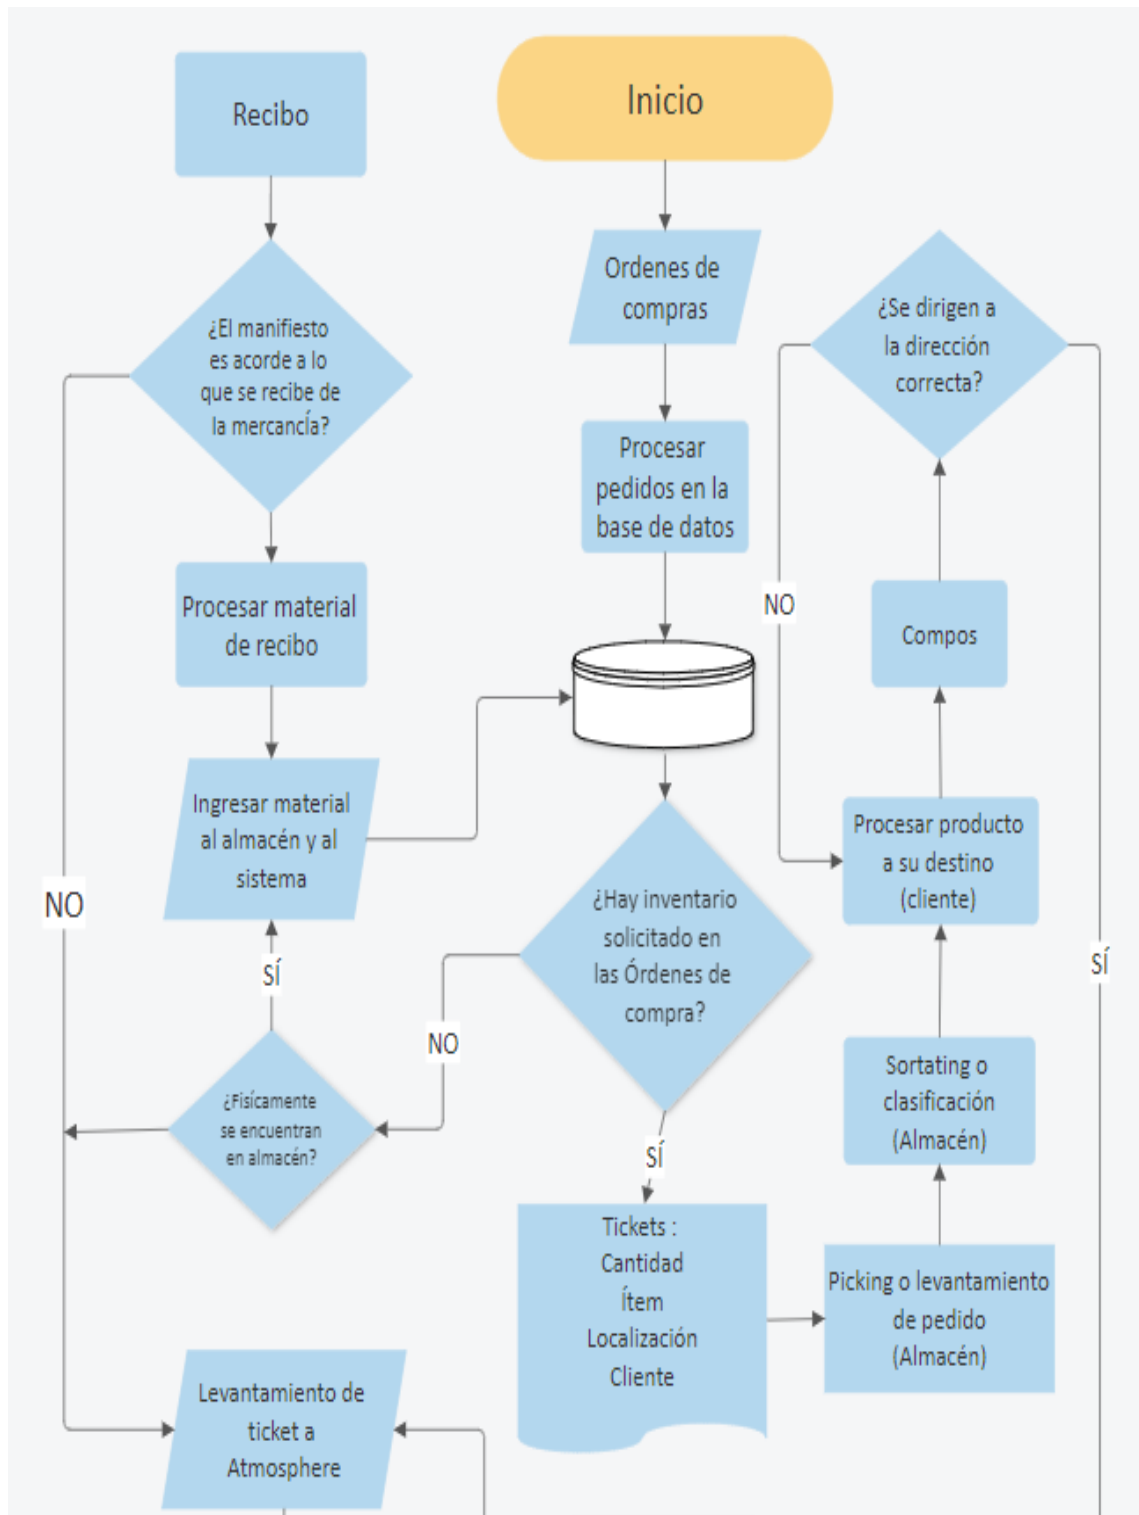 Recibo
Inicio
¿El manifiesto
es acorde a lo
que se recibe de
la mercancía?
Ordenes de
compras
¿Se dirigen a
la dirección
correcta?
Procesar
pedidos en la
base de datos
Procesar material
de recibo
NO
Compos
Ingresar material
al almacén y al
sistema
Procesar producto
a su destino
(cliente)
NO
¿Hay inventario
solicitado en
las Órdenes de
compra?
SÍ
SÍ
NO
¿Fisícamente
se encuentran
en almacén?
Sortating o
clasificación
(Almacén)
SÍ
Tickets :
Cantidad
Ítem
Localización
Cliente
Picking o levantamiento
de pedido
(Almacén)
Levantamiento de
ticket a
Atmosphere